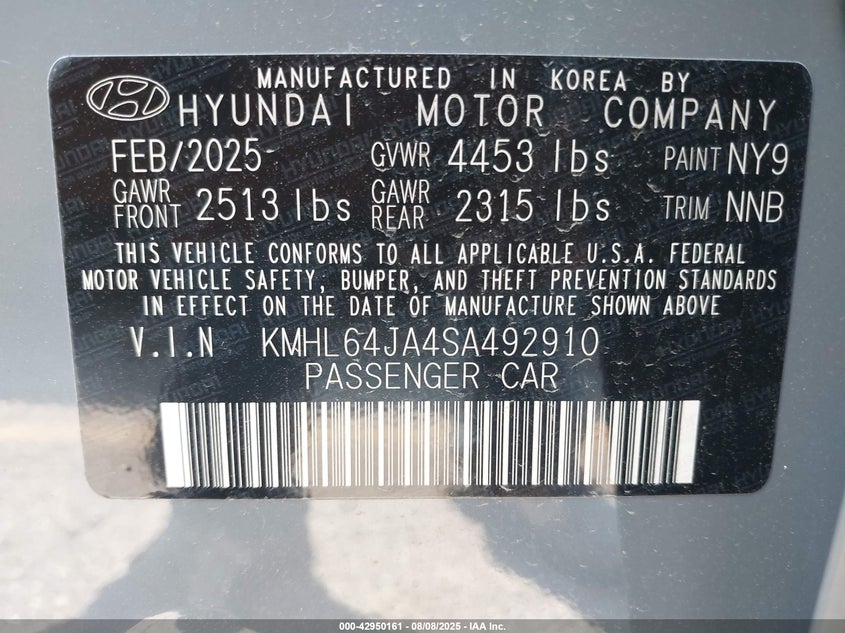 MANUFACTURED IN KOREA BY
HYUNDAI MOTOR COMPANY
FEB/2025 GVWR 4453 lbs PAINT NY9
GAWR FRONT 2513 lbs GAWR REAR 2315 lbs TRIM NNB
THIS VEHICLE CONFORMS TO ALL APPLICABLE U.S.A. FEDERAL
MOTOR VEHICLE SAFETY, BUMPER, AND THEFT PREVENTION STANDARDS
IN EFFECT ON THE DATE OF MANUFACTURE SHOWN ABOVE
V.I.N KMHL64JA4SA492910
PASSENGER CAR
000-42950161 - 08/08/2025 - IAA Inc.